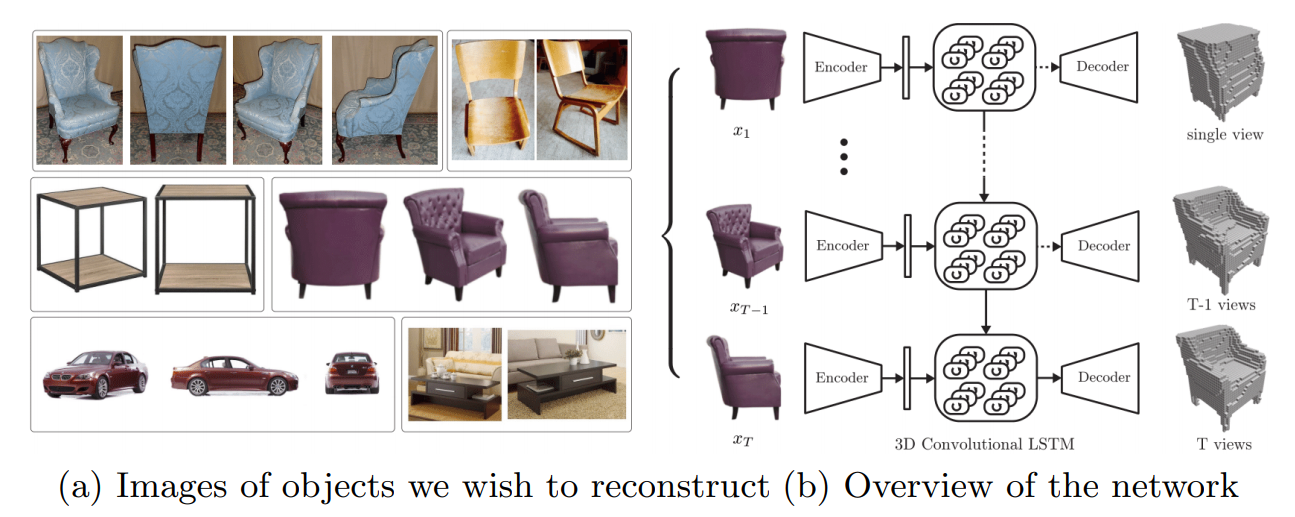 Encoder
Decoder
x₁
single view
Encoder
Decoder
x_{T−1}
T-1 views
Encoder
Decoder
x_T
3D Convolutional LSTM
T views
(a) Images of objects we wish to reconstruct (b) Overview of the network